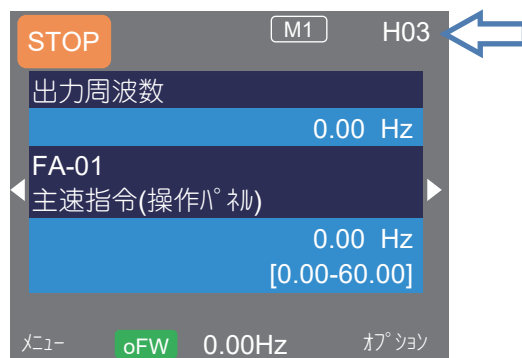 STOP M1 H03
出力周波数
0.00 Hz
FA-01
主速指令(操作ﾊﾟﾈﾙ)
0.00 Hz
[0.00-60.00]
ﾒﾆｭｰ oFW 0.00Hz ｵﾌﾟｼｮﾝ